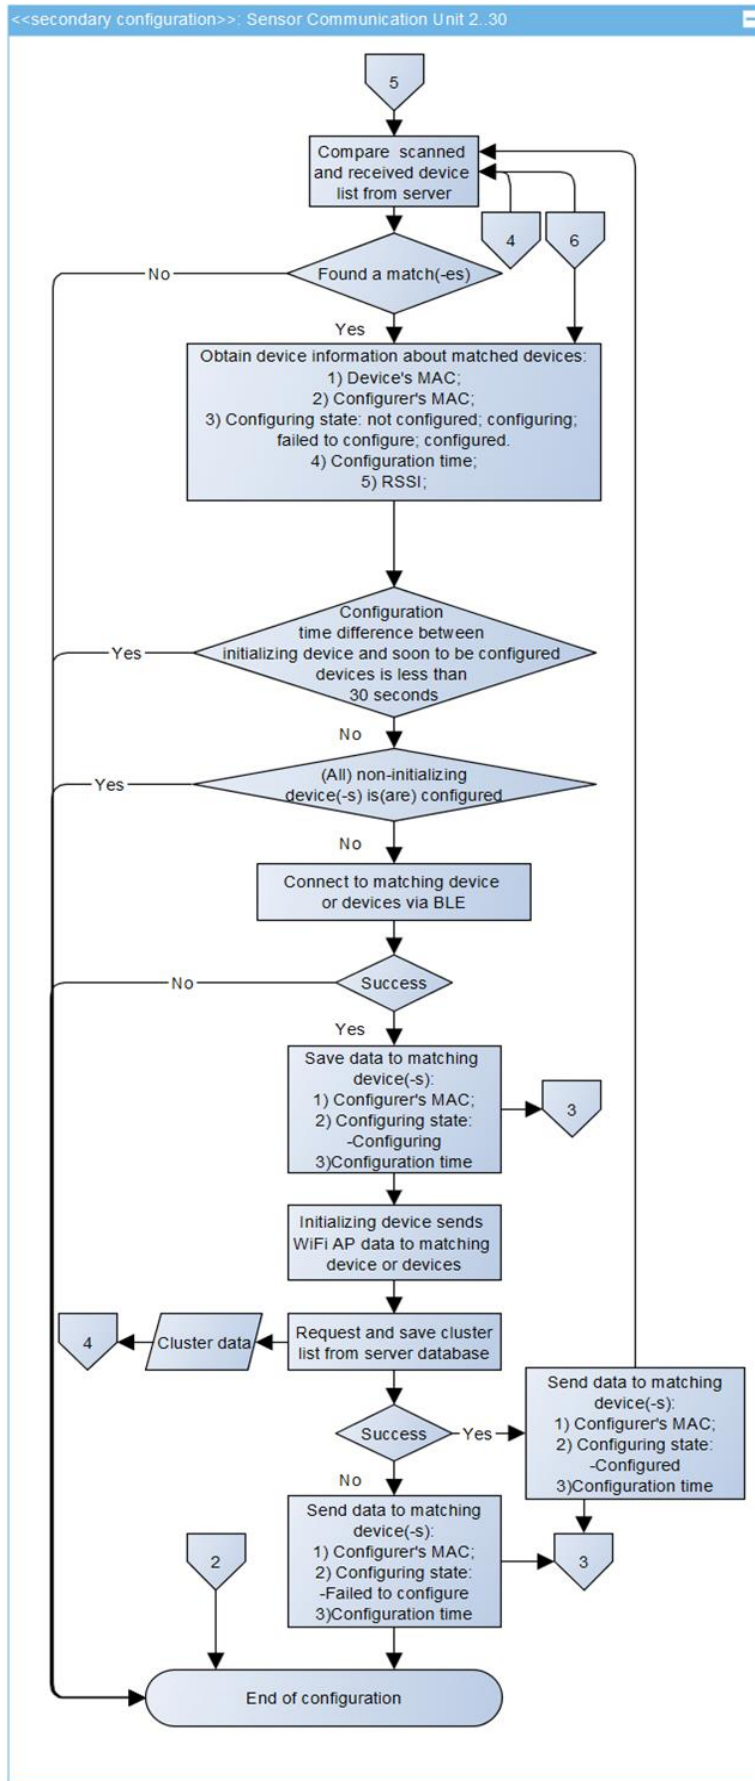 <<secondary configuration>>: Sensor Communication Unit 2..30
5
Compare scanned
and received device
list from server
4
6
Found a match(-es)
No
Yes
Obtain device information about matched devices:
1) Device's MAC;
2) Configurer's MAC;
3) Configuring state: not configured; configuring;
failed to configure; configured.
4) Configuration time;
5) RSSI;
Configuration
time difference between
initializing device and soon to be configured
devices is less than
30 seconds
Yes
No
(All) non-initializing
device(-s) is(are) configured
Yes
No
Connect to matching device
or devices via BLE
Success
No
Yes
Save data to matching
device(-s):
1) Configurer's MAC;
2) Configuring state:
-Configuring
3)Configuration time
3
Initializing device sends
WiFi AP data to matching
device or devices
Request and save cluster
list from server database
Cluster data
4
Success
Yes
Send data to matching
device(-s):
1) Configurer's MAC;
2) Configuring state:
-Configured
3)Configuration time
No
Send data to matching
device(-s):
1) Configurer's MAC;
2) Configuring state:
-Failed to configure
3)Configuration time
3
2
End of configuration